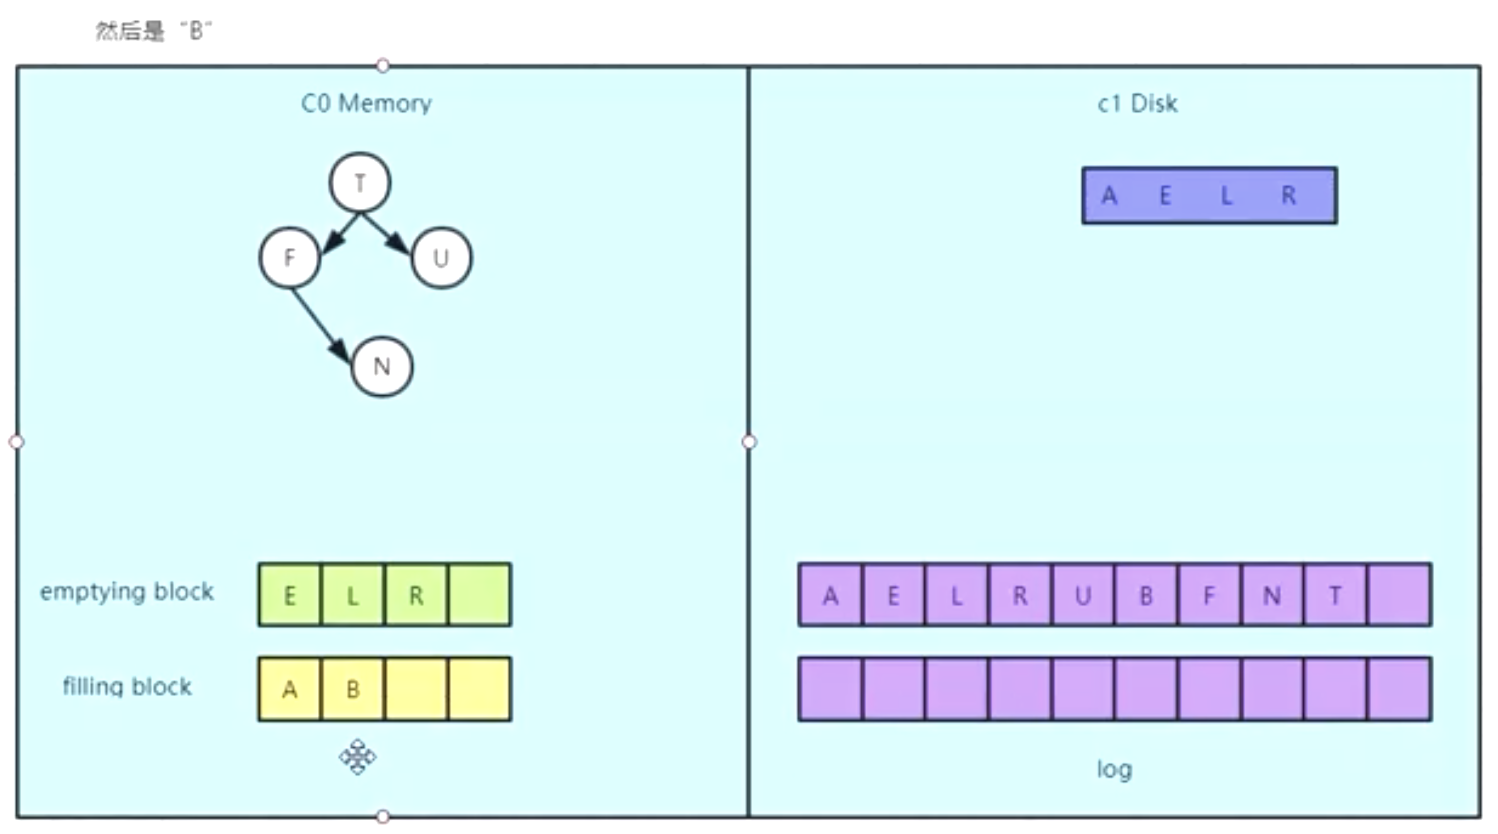 然后是 “B”
C0 Memory
c1 Disk
T
A E L R
F U
N
emptying block
E L R
A E L R U B F N T
filling block
A B
log